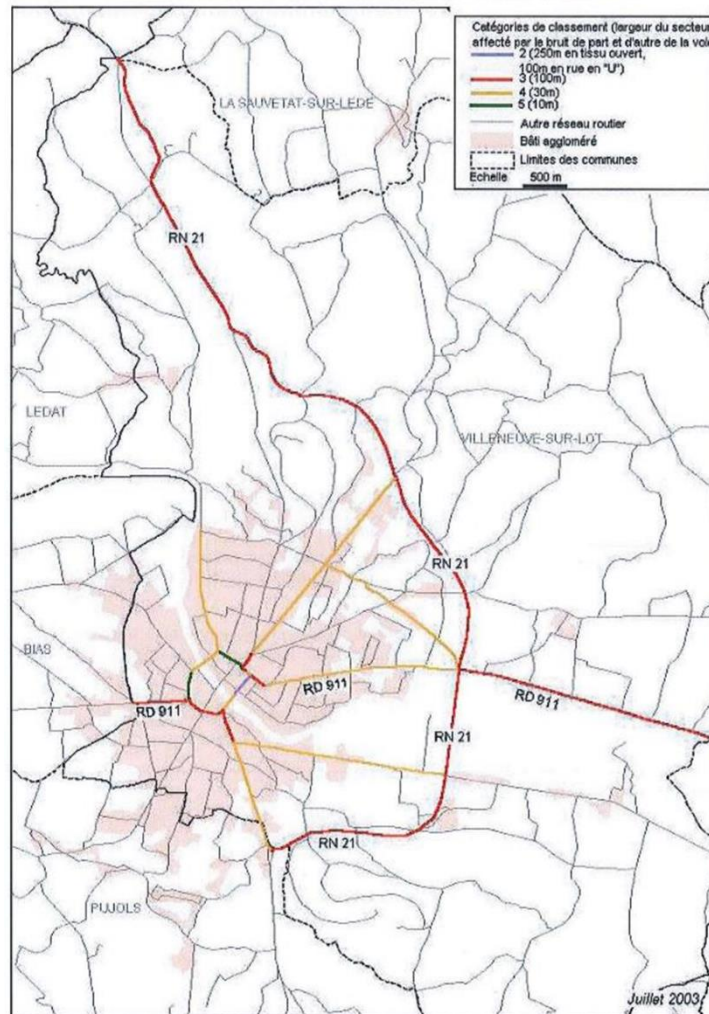 Catégories de classement (largeur du secteur
affecté par le bruit de part et d'autre de la voie
2 (250m en tissu ouvert,
100m en rue en "U")
3 (100m)
4 (30m)
5 (10m)
Autre réseau routier
Bâti aggloméré
Limites des communes
Echelle 500 m
LA SAUVETAT-SUR-LEDE
RN 21
LEDAT
VILLENEUVE-SUR-LOT
RN 21
BIAS
RD 911
RD 911
RD 911
RN 21
RN 21
PUJOLS
Juillet 2003